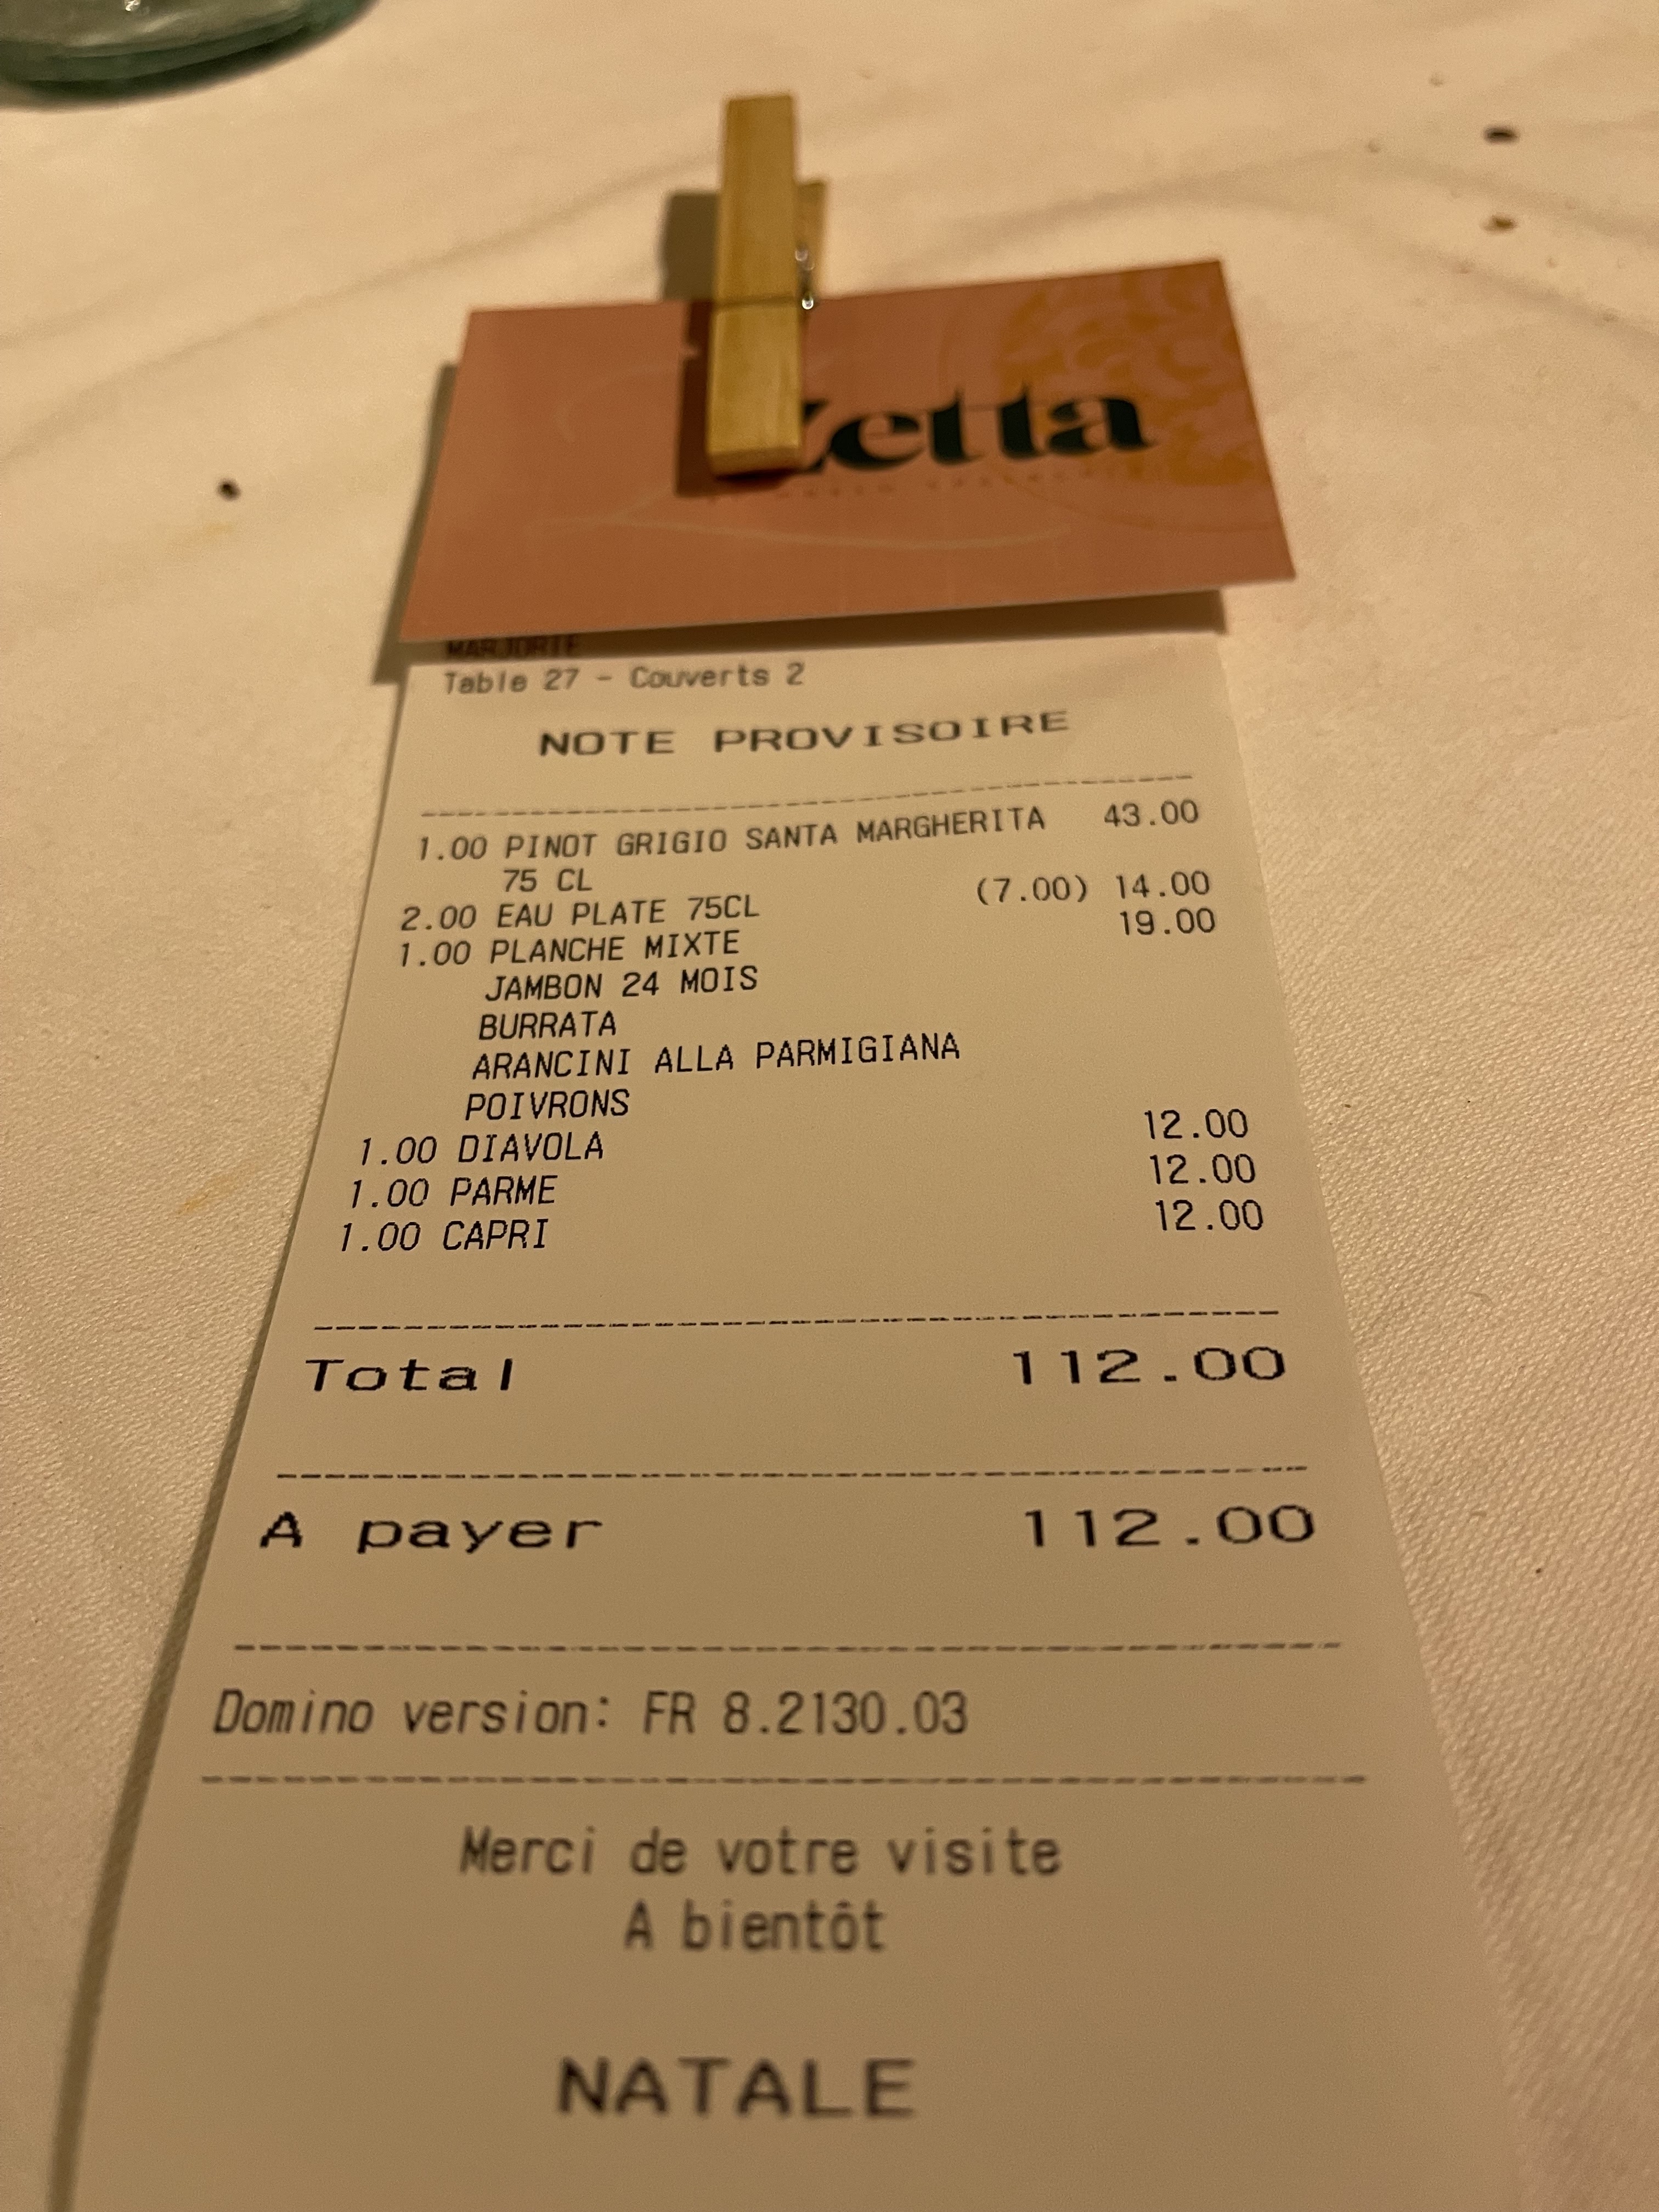 Zetta
MARJORIE
Table 27 - Couverts 2
NOTE PROVISOIRE
1.00 PINOT GRIGIO SANTA MARGHERITA 43.00
75 CL
2.00 EAU PLATE 75CL (7.00) 14.00
1.00 PLANCHE MIXTE 19.00
JAMBON 24 MOIS
BURRATA
ARANCINI ALLA PARMIGIANA
POIVRONS
1.00 DIAVOLA 12.00
1.00 PARME 12.00
1.00 CAPRI 12.00
Total 112.00
A payer 112.00
Domino version: FR 8.2130.03
Merci de votre visite
A bientôt
NATALE